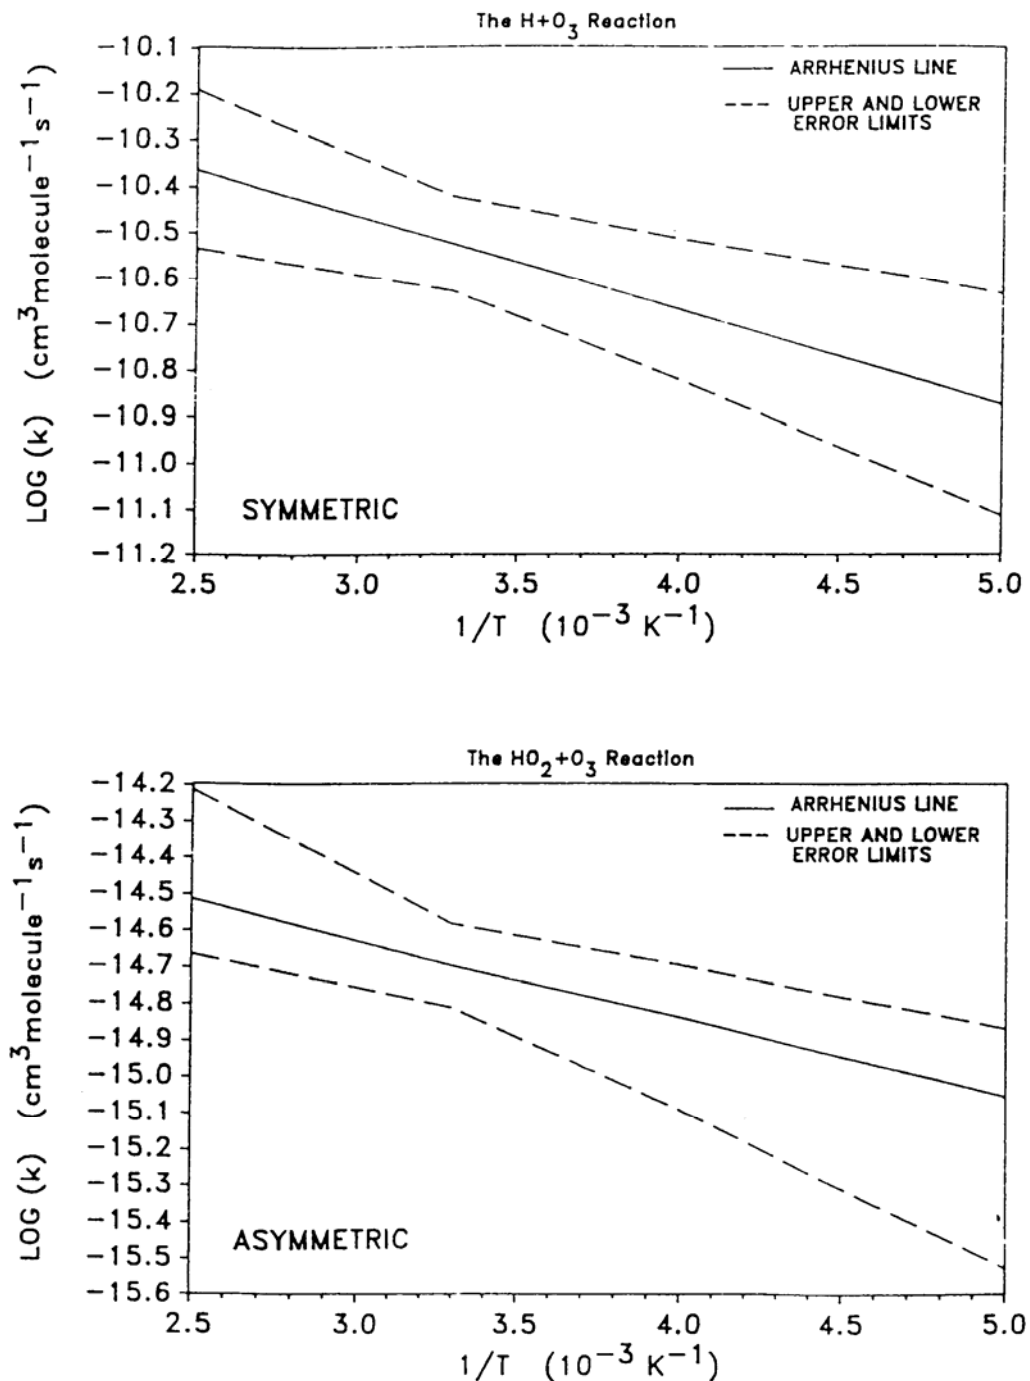 The H+O₃ Reaction
ARRHENIUS LINE
UPPER AND LOWER
ERROR LIMITS
LOG (k) (cm³molecule⁻¹s⁻¹)
−10.1
−10.2
−10.3
−10.4
−10.5
−10.6
−10.7
−10.8
−10.9
−11.0
−11.1
−11.2
SYMMETRIC
2.5 3.0 3.5 4.0 4.5 5.0
1/T (10⁻³ K⁻¹)
The HO₂+O₃ Reaction
ARRHENIUS LINE
UPPER AND LOWER
ERROR LIMITS
LOG (k) (cm³molecule⁻¹s⁻¹)
−14.2
−14.3
−14.4
−14.5
−14.6
−14.7
−14.8
−14.9
−15.0
−15.1
−15.2
−15.3
−15.4
−15.5
−15.6
ASYMMETRIC
2.5 3.0 3.5 4.0 4.5 5.0
1/T (10⁻³ K⁻¹)